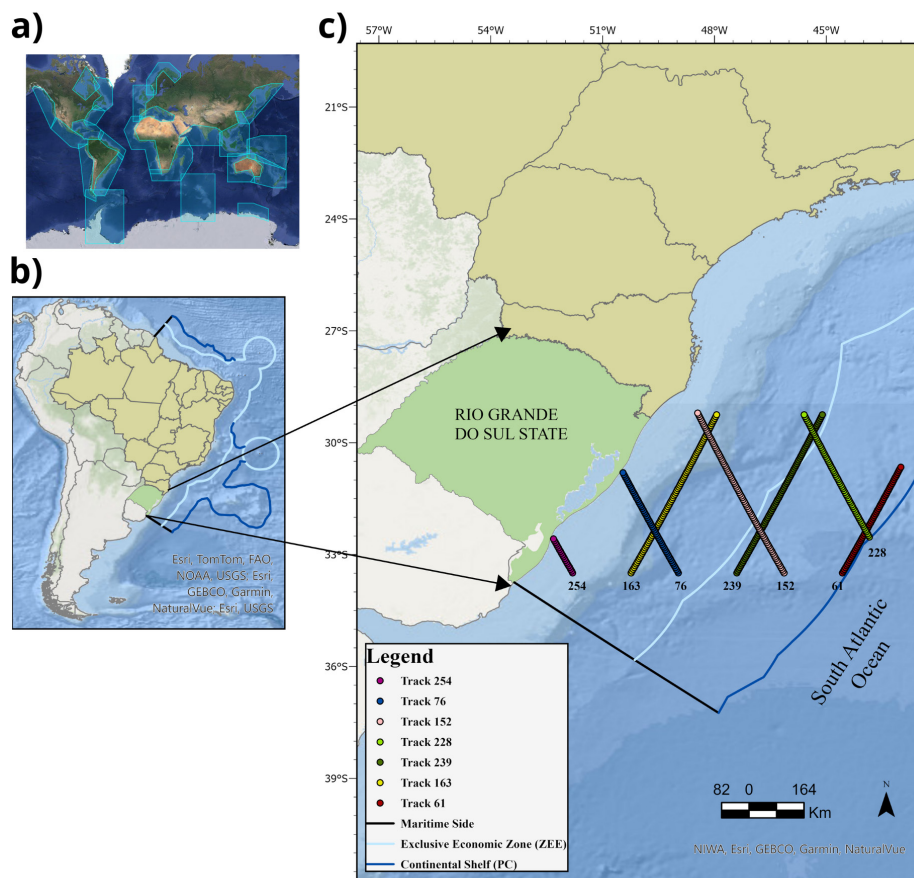 a)
b)
Esri, TomTom, FAO,
NOAA, USGS; Esri,
GEBCO, Garmin,
NaturalVue; Esri, USGS
c)
57°W
54°W
51°W
48°W
45°W
21°S
24°S
27°S
30°S
33°S
36°S
39°S
RIO GRANDE
DO SUL STATE
254
163
76
239
152
61
228
South Atlantic
Ocean
Legend
Track 254
Track 76
Track 152
Track 228
Track 239
Track 163
Track 61
Maritime Side
Exclusive Economic Zone (ZEE)
Continental Shelf (PC)
82 0 164
Km
N
NIWA, Esri, GEBCO, Garmin, NaturalVue